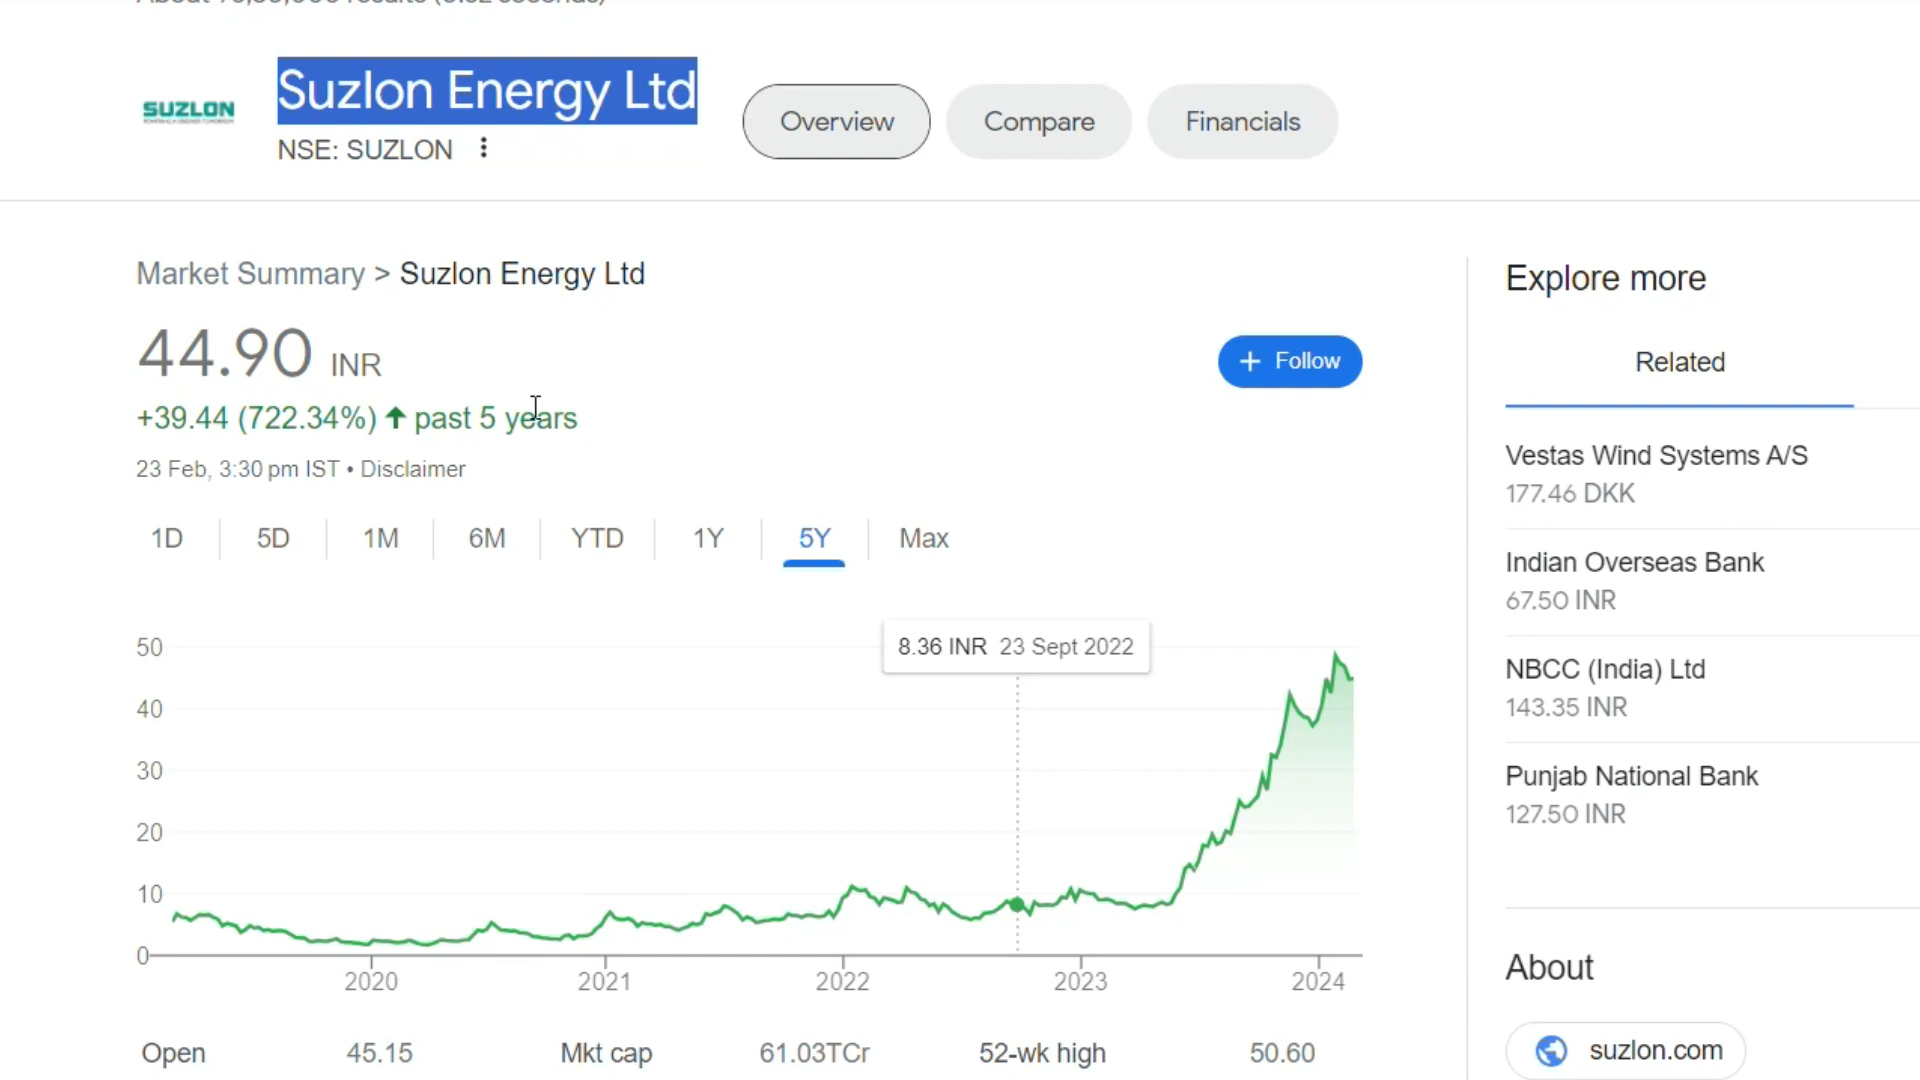 SUZLON
Suzlon Energy Ltd
NSE: SUZLON
Overview
Compare
Financials
Market Summary > Suzlon Energy Ltd
44.90 INR
+39.44 (722.34%) ↑ past 5 years
23 Feb, 3:30 pm IST • Disclaimer
+ Follow
1D
5D
1M
6M
YTD
1Y
5Y
Max
8.36 INR 23 Sept 2022
50
40
30
20
10
0
2020
2021
2022
2023
2024
Open 45.15
Mkt cap 61.03TCr
52-wk high 50.60
Explore more
Related
Vestas Wind Systems A/S
177.46 DKK
Indian Overseas Bank
67.50 INR
NBCC (India) Ltd
143.35 INR
Punjab National Bank
127.50 INR
About
suzlon.com